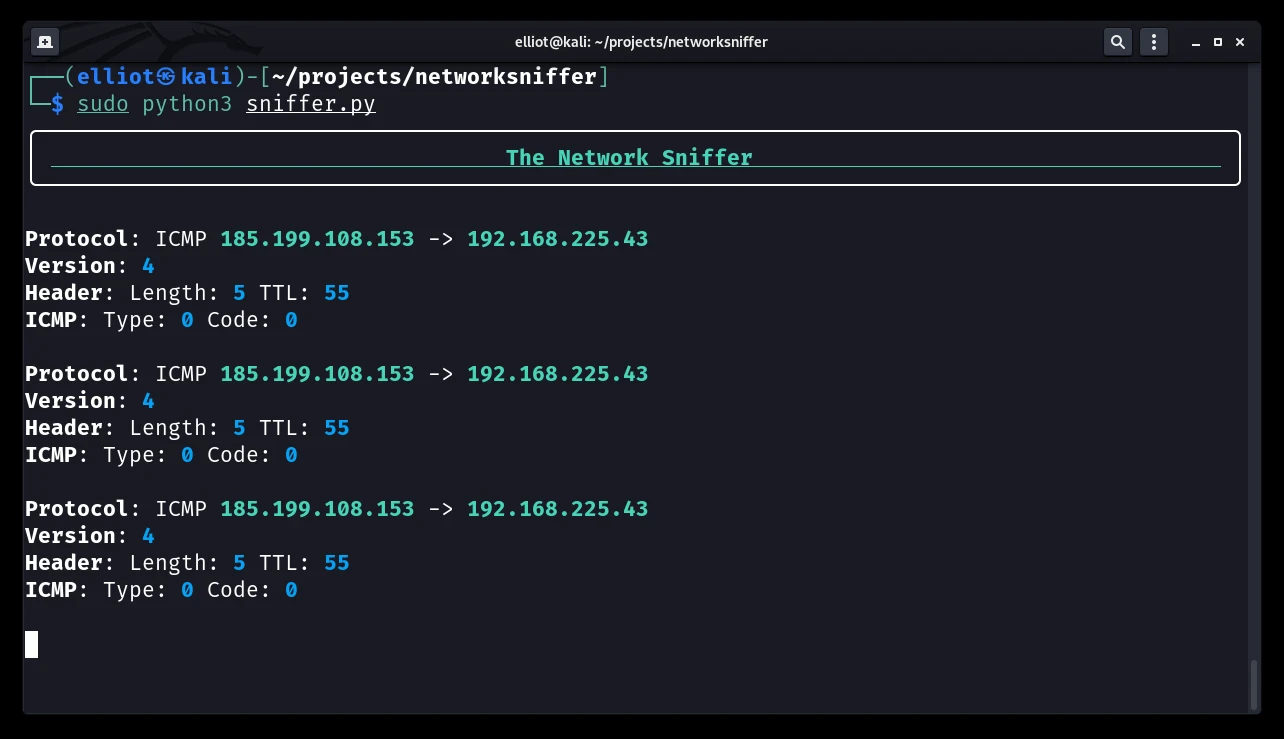 elliot@kali: ~/projects/networksniffer
┌──(elliot㉿kali)-[~/projects/networksniffer]
└─$ sudo python3 sniffer.py
The Network Sniffer
Protocol: ICMP 185.199.108.153 -> 192.168.225.43
Version: 4
Header: Length: 5 TTL: 55
ICMP: Type: 0 Code: 0
Protocol: ICMP 185.199.108.153 -> 192.168.225.43
Version: 4
Header: Length: 5 TTL: 55
ICMP: Type: 0 Code: 0
Protocol: ICMP 185.199.108.153 -> 192.168.225.43
Version: 4
Header: Length: 5 TTL: 55
ICMP: Type: 0 Code: 0